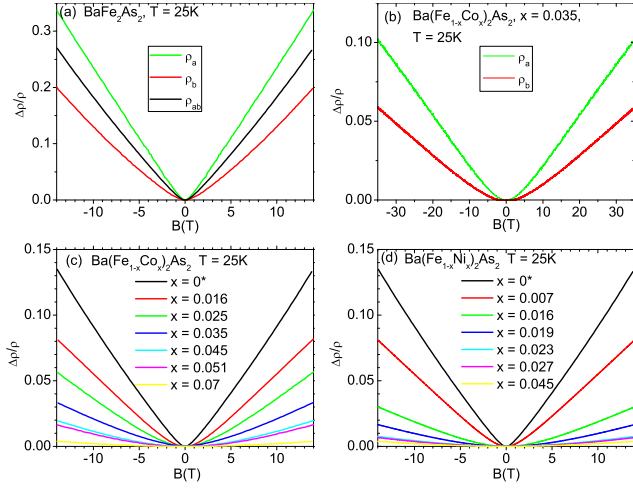 (a) BaFe₂As₂, T = 25K
Δρ/ρ
0.3
0.2
0.1
0.0
ρₐ
ρ_b
ρ_ab
-10 -5 0 5 10
B(T)
(b) Ba(Fe₁₋ₓCoₓ)₂As₂, x = 0.035,
T = 25K
Δρ/ρ
0.10
0.05
0.00
ρₐ
ρ_b
-30 -20 -10 0 10 20 30
B(T)
(c) Ba(Fe₁₋ₓCoₓ)₂As₂ T = 25K
Δρ/ρ
0.15
0.10
0.05
0.00
x = 0*
x = 0.016
x = 0.025
x = 0.035
x = 0.045
x = 0.051
x = 0.07
-10 -5 0 5 10
B(T)
(d) Ba(Fe₁₋ₓNiₓ)₂As₂ T = 25K
Δρ/ρ
0.15
0.10
0.05
0.00
x = 0*
x = 0.007
x = 0.016
x = 0.019
x = 0.023
x = 0.027
x = 0.045
-10 -5 0 5 10
B(T)